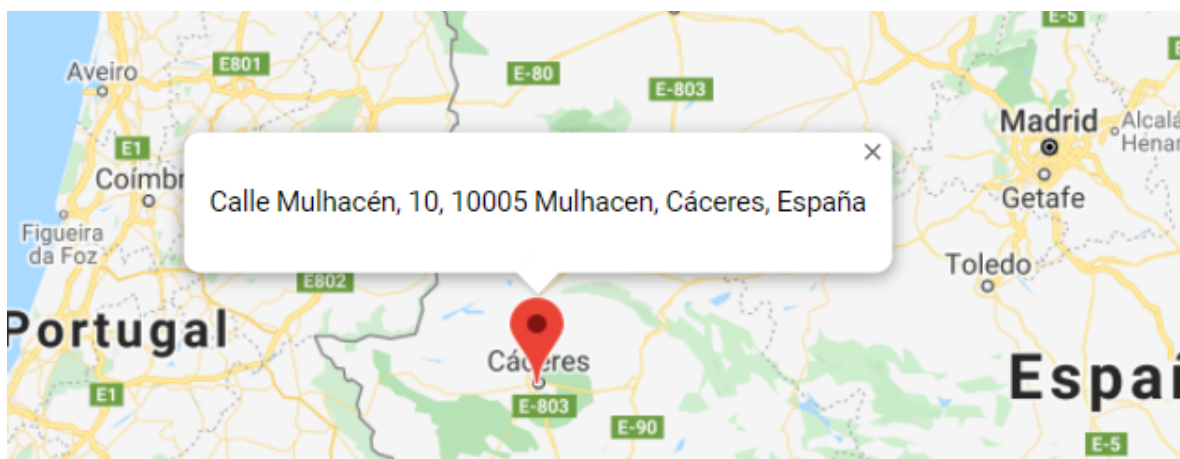 E-5
Aveiro
E801
E-80
E-803
Madrid
Alcalá
Henar
E1
Coímbr
Calle Mulhacén, 10, 10005 Mulhacen, Cáceres, España
Getafe
Figueira
da Foz
E802
Toledo
Portugal
Cáceres
Espai
E1
E-803
E-90
E-5